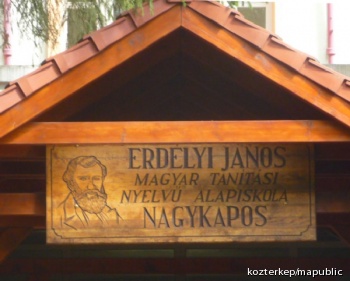 ERDÉLYI JÁNOS
MAGYAR TANÍTÁSI
NYELVŰ ALAPISKOLA
NAGYKAPOS
kozterkep/mapublic